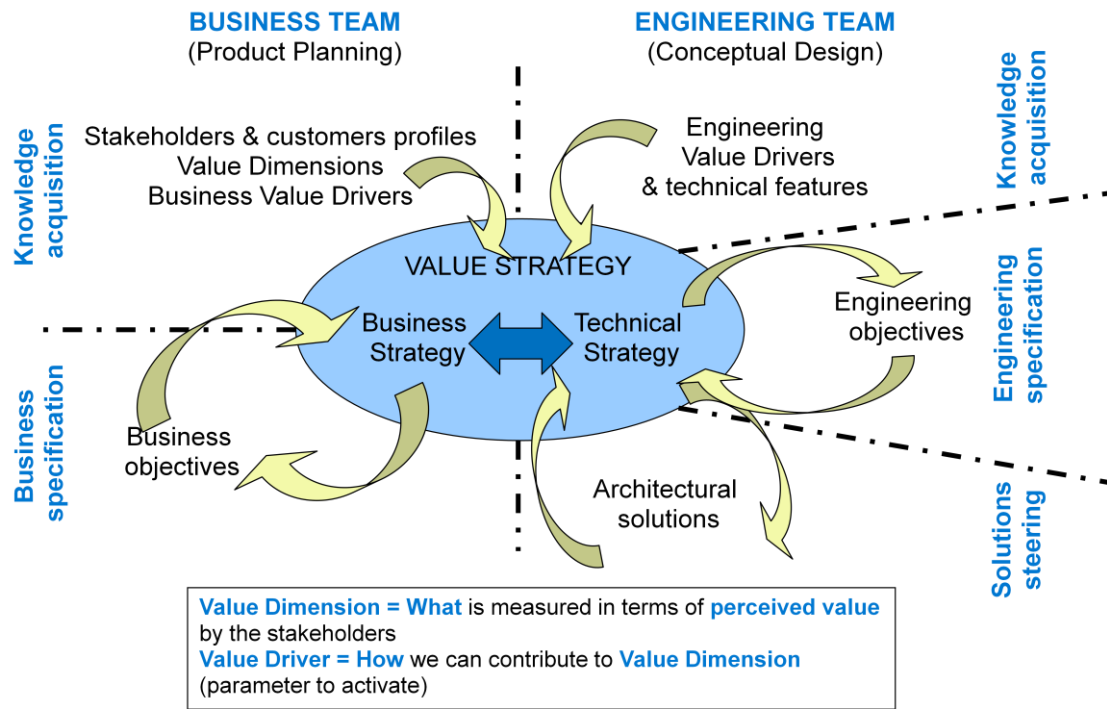 BUSINESS TEAM
(Product Planning)
ENGINEERING TEAM
(Conceptual Design)
Knowledge
acquisition
Stakeholders & customers profiles
Value Dimensions
Business Value Drivers
Engineering
Value Drivers
& technical features
Knowledge
acquisition
VALUE STRATEGY
Business
Strategy
Technical
Strategy
Engineering
objectives
Engineering
specification
Business
specification
Business
objectives
Architectural
solutions
Solutions
steering
Value Dimension = What is measured in terms of perceived value
by the stakeholders
Value Driver = How we can contribute to Value Dimension
(parameter to activate)